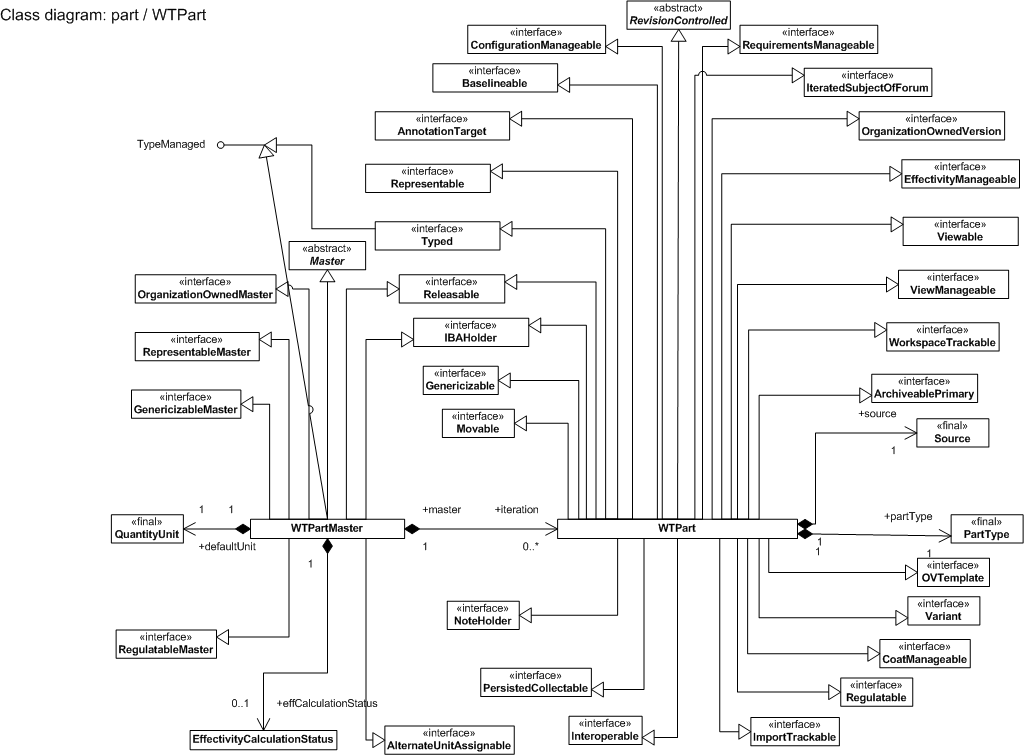 Class diagram: part / WTPart
«abstract»
RevisionControlled
«interface»
ConfigurationManageable
«interface»
RequirementsManageable
«interface»
Baselineable
«interface»
IteratedSubjectOfForum
«interface»
AnnotationTarget
«interface»
OrganizationOwnedVersion
TypeManaged
«interface»
Representable
«interface»
EffectivityManageable
«interface»
Typed
«interface»
Viewable
«abstract»
Master
«interface»
OrganizationOwnedMaster
«interface»
Releasable
«interface»
ViewManageable
«interface»
RepresentableMaster
«interface»
IBAHolder
«interface»
WorkspaceTrackable
«interface»
GenericizableMaster
«interface»
Genericizable
«interface»
ArchiveablePrimary
«interface»
Movable
+source
1
«final»
Source
«final»
QuantityUnit
1
1
+defaultUnit
WTPartMaster
1
+master
1
+iteration
0..*
WTPart
1
1
+partType
1
«final»
PartType
«interface»
OVTemplate
«interface»
NoteHolder
«interface»
Variant
«interface»
RegulatableMaster
«interface»
CoatManageable
«interface»
PersistedCollectable
«interface»
Regulatable
0..1
+effCalculationStatus
EffectivityCalculationStatus
«interface»
AlternateUnitAssignable
«interface»
Interoperable
«interface»
ImportTrackable